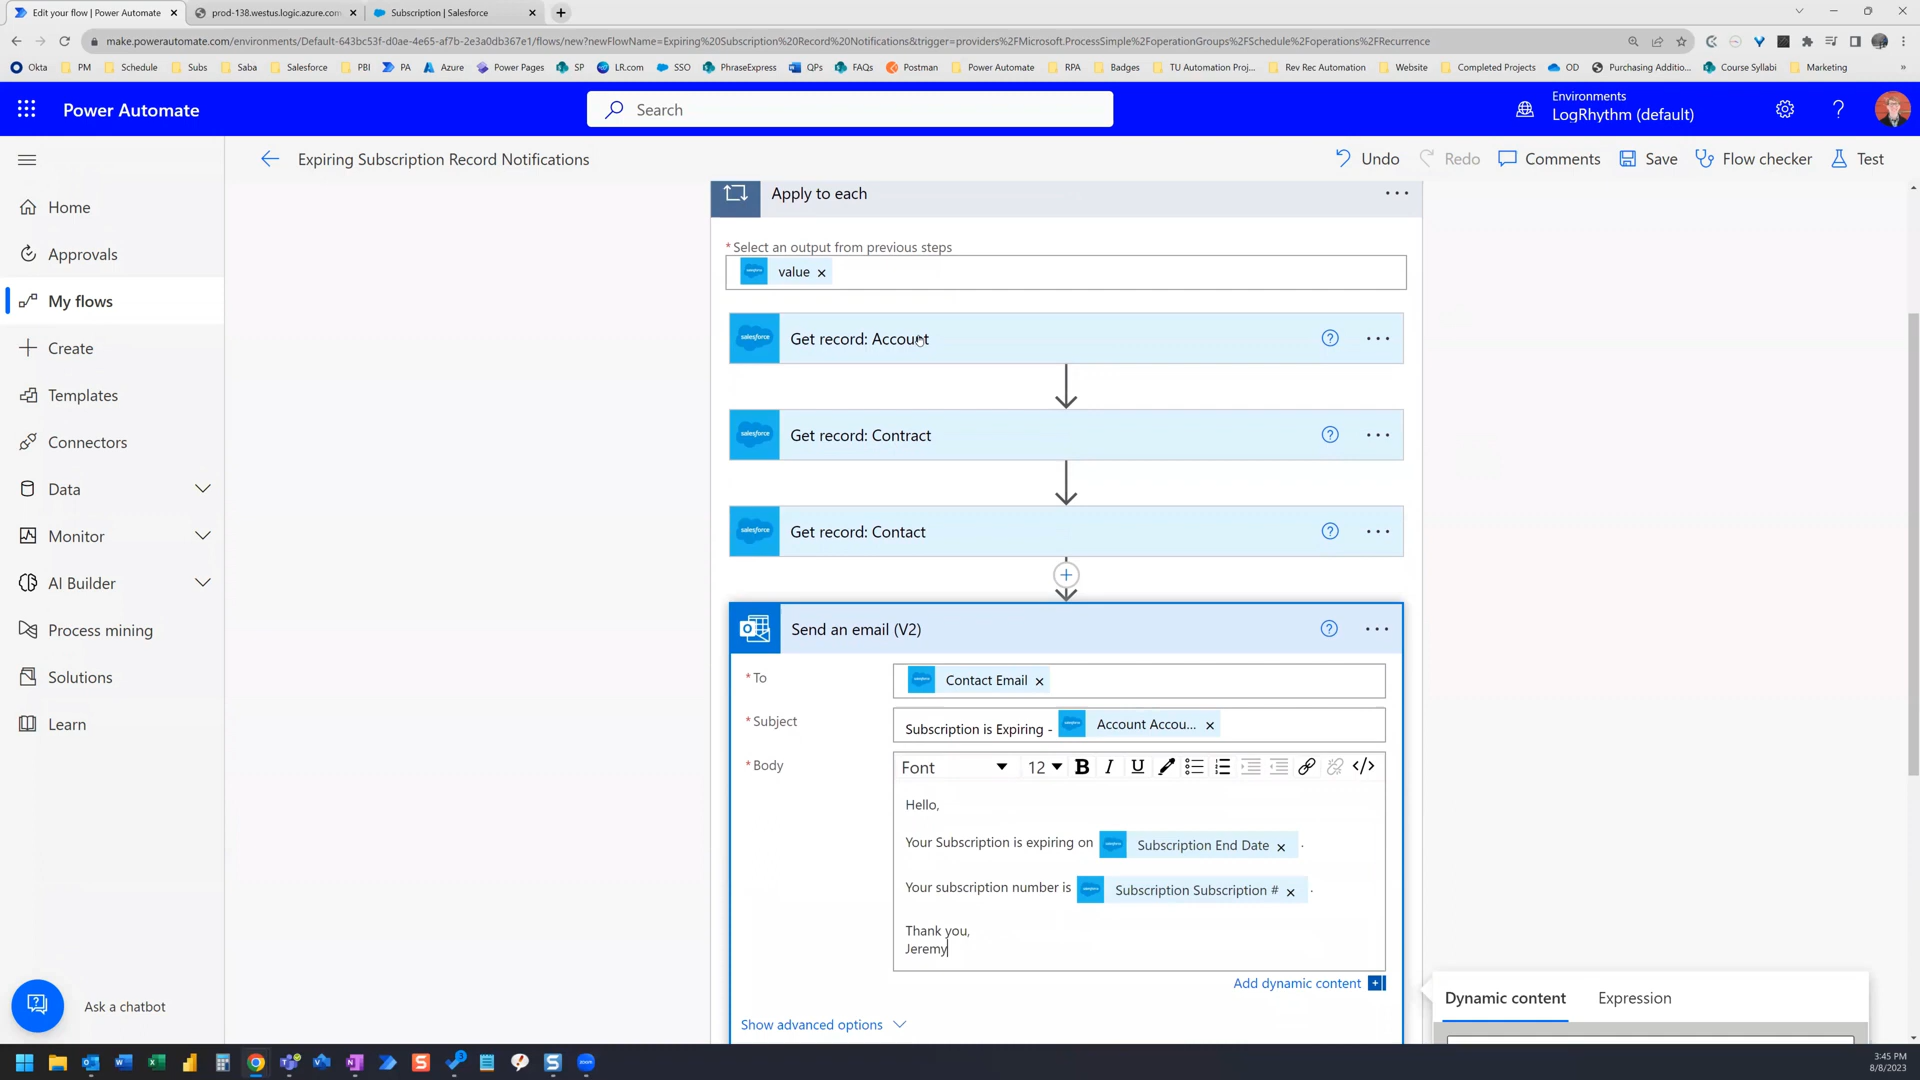 Edit your flow | Power Automate
prod-138.westus.logic.azure.com
Subscription | Salesforce
make.powerautomate.com/environments/Default-643bc53f-d0ae-4e65-af7b-2e3a0db367e1/flows/new?newFlowName=Expiring%20Subscription%20Record%20Notifications&trigger=providers%2FMicrosoft.ProcessSimple%2FoperationGroups%2FSchedule%2Foperations%2FRecurrence
Okta PM Schedule Subs Saba Salesforce PBI PA Azure Power Pages SP LR.com SSO PhraseExpress QPs FAQs Postman Power Automate RPA Badges TU Automation Proj... Rev Rec Automation Website Completed Projects OD Purchasing Additio... Course Syllabi Marketing »
Power Automate
Search
Environments
LogRhythm (default)
Expiring Subscription Record Notifications
Undo Redo Comments Save Flow checker Test
Home
Approvals
My flows
Create
Templates
Connectors
Data
Monitor
AI Builder
Process mining
Solutions
Learn
Ask a chatbot
Apply to each
* Select an output from previous steps
salesforce value ×
salesforce Get record: Account
salesforce Get record: Contract
salesforce Get record: Contact
Send an email (V2)
* To
Contact Email ×
* Subject
Subscription is Expiring - Account Accou... ×
* Body
Font 12 B I U </>
Hello,
Your Subscription is expiring on Subscription End Date × .
Your subscription number is Subscription Subscription # × .
Thank you,
Jeremy
Add dynamic content
Show advanced options
Dynamic content Expression
3:45 PM
8/8/2023